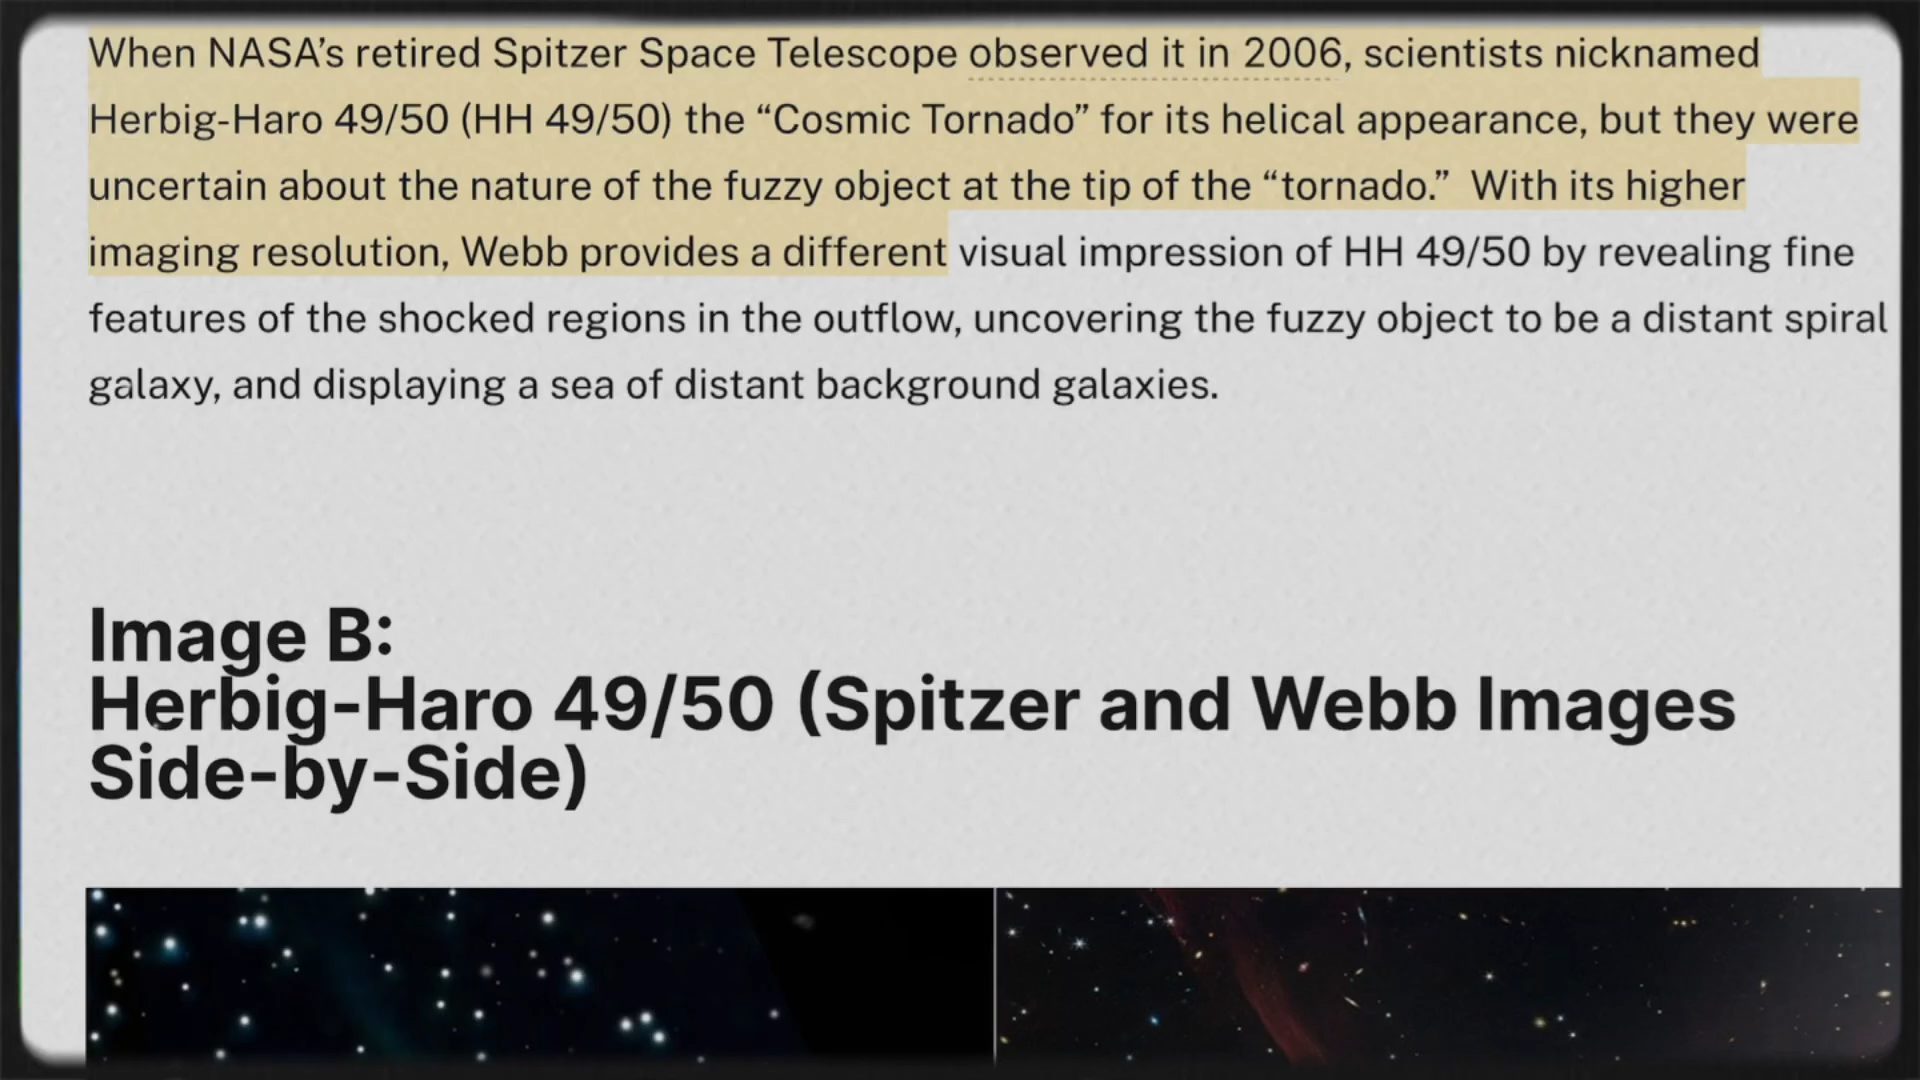 When NASA’s retired Spitzer Space Telescope observed it in 2006, scientists nicknamed
Herbig-Haro 49/50 (HH 49/50) the “Cosmic Tornado” for its helical appearance, but they were
uncertain about the nature of the fuzzy object at the tip of the “tornado.”  With its higher
imaging resolution, Webb provides a different visual impression of HH 49/50 by revealing fine
features of the shocked regions in the outflow, uncovering the fuzzy object to be a distant spiral
galaxy, and displaying a sea of distant background galaxies.
Image B:
Herbig-Haro 49/50 (Spitzer and Webb Images
Side-by-Side)